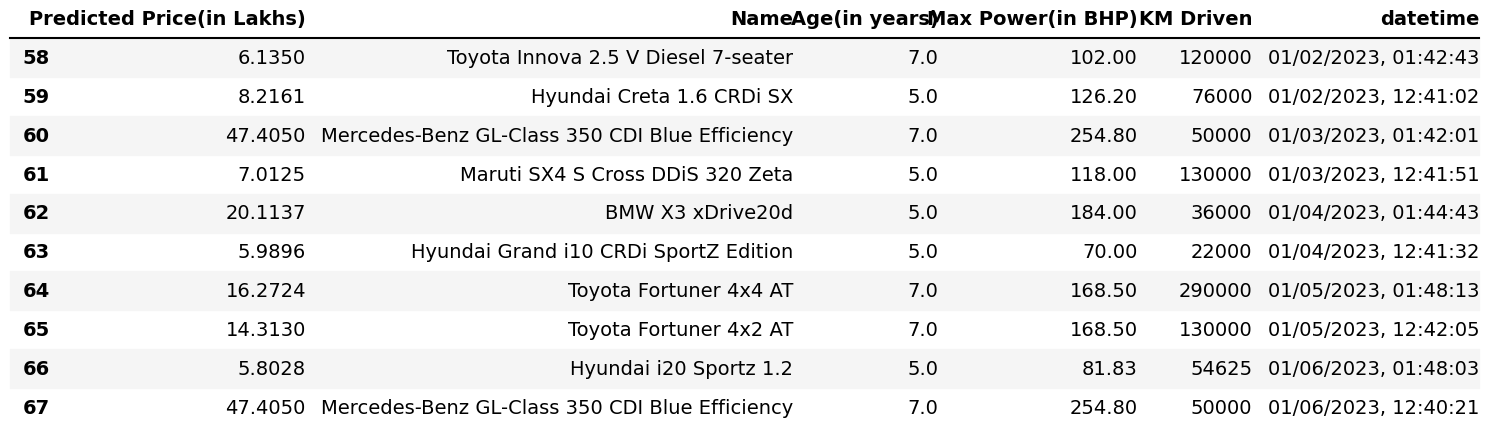 Predicted Price(in Lakhs) Name Age(in years) Max Power(in BHP) KM Driven datetime
58 6.1350 Toyota Innova 2.5 V Diesel 7-seater 7.0 102.00 120000 01/02/2023, 01:42:43
59 8.2161 Hyundai Creta 1.6 CRDi SX 5.0 126.20 76000 01/02/2023, 12:41:02
60 47.4050 Mercedes-Benz GL-Class 350 CDI Blue Efficiency 7.0 254.80 50000 01/03/2023, 01:42:01
61 7.0125 Maruti SX4 S Cross DDiS 320 Zeta 5.0 118.00 130000 01/03/2023, 12:41:51
62 20.1137 BMW X3 xDrive20d 5.0 184.00 36000 01/04/2023, 01:44:43
63 5.9896 Hyundai Grand i10 CRDi SportZ Edition 5.0 70.00 22000 01/04/2023, 12:41:32
64 16.2724 Toyota Fortuner 4x4 AT 7.0 168.50 290000 01/05/2023, 01:48:13
65 14.3130 Toyota Fortuner 4x2 AT 7.0 168.50 130000 01/05/2023, 12:42:05
66 5.8028 Hyundai i20 Sportz 1.2 5.0 81.83 54625 01/06/2023, 01:48:03
67 47.4050 Mercedes-Benz GL-Class 350 CDI Blue Efficiency 7.0 254.80 50000 01/06/2023, 12:40:21